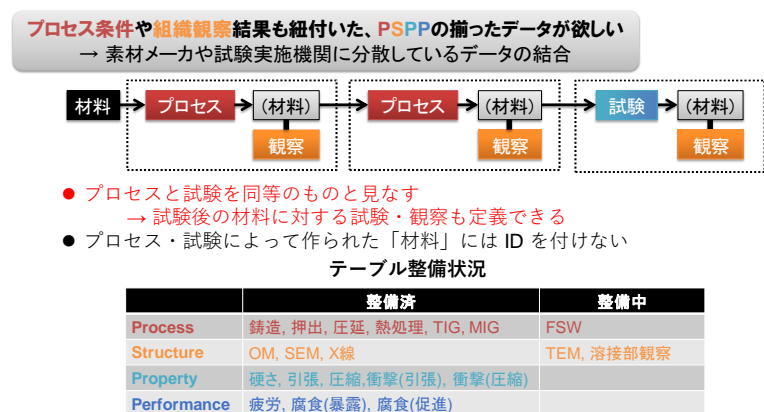 プロセス条件や組織観察結果も紐付いた、PSPPの揃ったデータが欲しい
→ 素材メーカや試験実施機関に分散しているデータの結合
材料 プロセス (材料) プロセス (材料) 試験 (材料)
観察 観察 観察
● プロセスと試験を同等のものと見なす
→ 試験後の材料に対する試験・観察も定義できる
● プロセス・試験によって作られた「材料」には ID を付けない
テーブル整備状況
整備済 整備中
Process 鋳造, 押出, 圧延, 熱処理, TIG, MIG FSW
Structure OM, SEM, X線 TEM, 溶接部観察
Property 硬さ, 引張, 圧縮,衝撃(引張), 衝撃(圧縮)
Performance 疲労, 腐食(暴露), 腐食(促進)